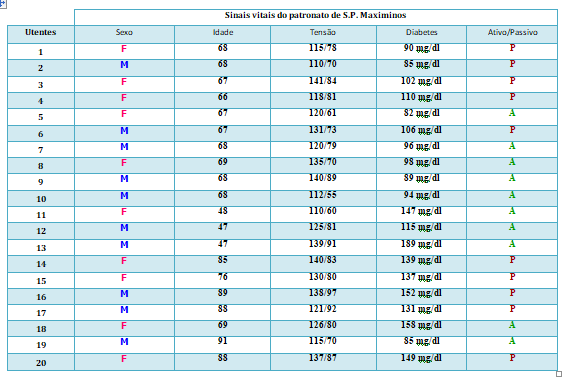 Sinais vitais do patronato de S.P. Maximinos
Utentes Sexo Idade Tensão Diabetes Ativo/Passivo
1 F 68 115/78 90 mg/dl P
2 M 68 110/70 85 mg/dl P
3 F 67 141/84 102 mg/dl P
4 F 66 118/81 110 mg/dl P
5 F 67 120/61 82 mg/dl A
6 M 67 131/73 106 mg/dl P
7 M 68 120/79 96 mg/dl A
8 F 69 135/70 98 mg/dl A
9 M 68 140/89 89 mg/dl A
10 M 68 112/55 94 mg/dl A
11 F 48 110/60 147 mg/dl A
12 M 47 125/81 115 mg/dl A
13 M 47 139/91 189 mg/dl A
14 F 85 140/83 139 mg/dl P
15 F 76 130/80 137 mg/dl P
16 M 89 138/97 152 mg/dl P
17 M 88 121/92 131 mg/dl P
18 F 69 126/80 158 mg/dl A
19 M 91 115/70 85 mg/dl A
20 F 88 137/87 149 mg/dl P